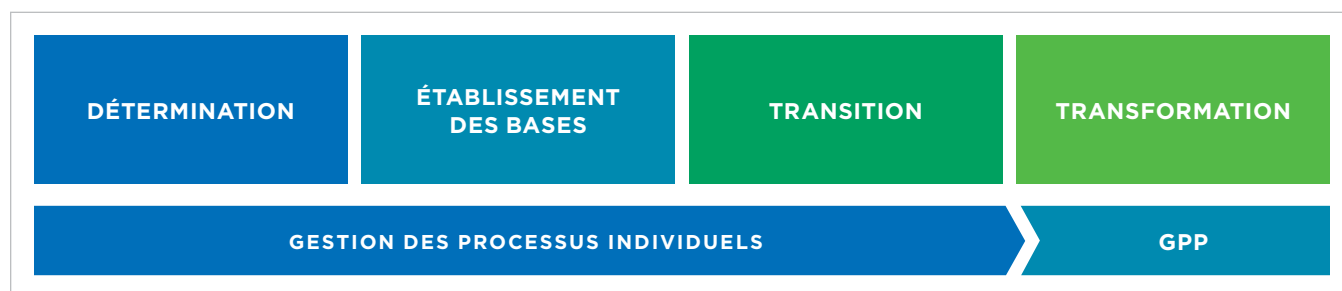 DÉTERMINATION
ÉTABLISSEMENT
DES BASES
TRANSITION
TRANSFORMATION
GESTION DES PROCESSUS INDIVIDUELS
GPP